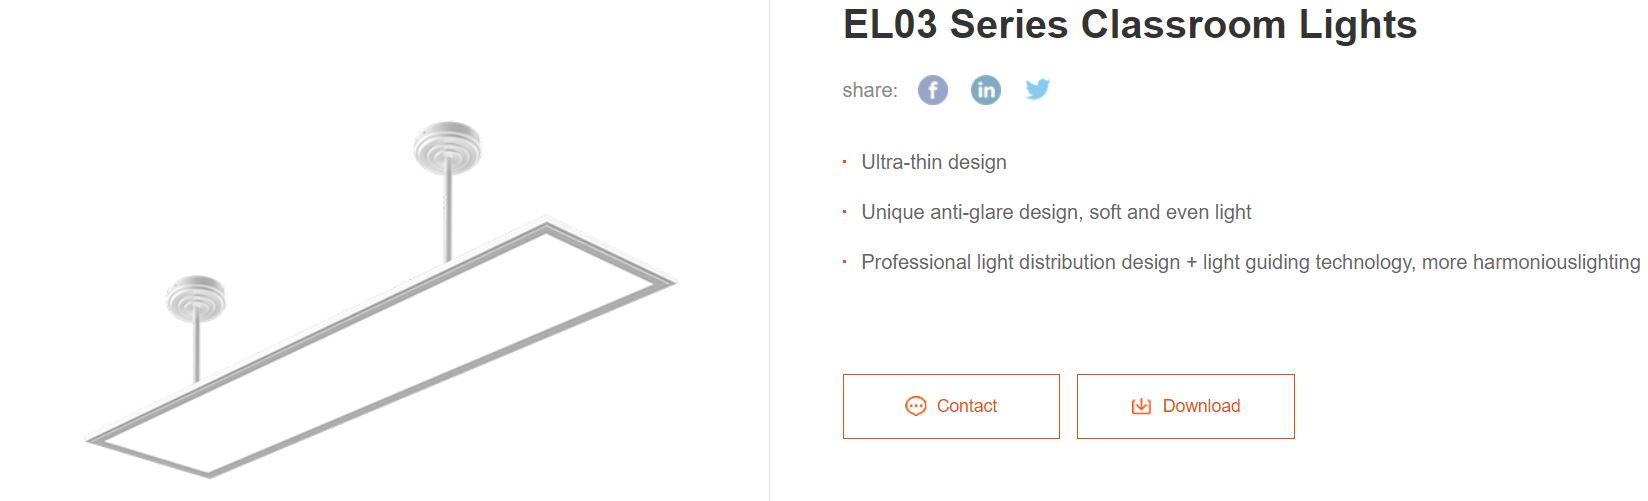 EL03 Series Classroom Lights
share:
Ultra-thin design
Unique anti-glare design, soft and even light
Professional light distribution design + light guiding technology, more harmoniouslighting
Contact
Download